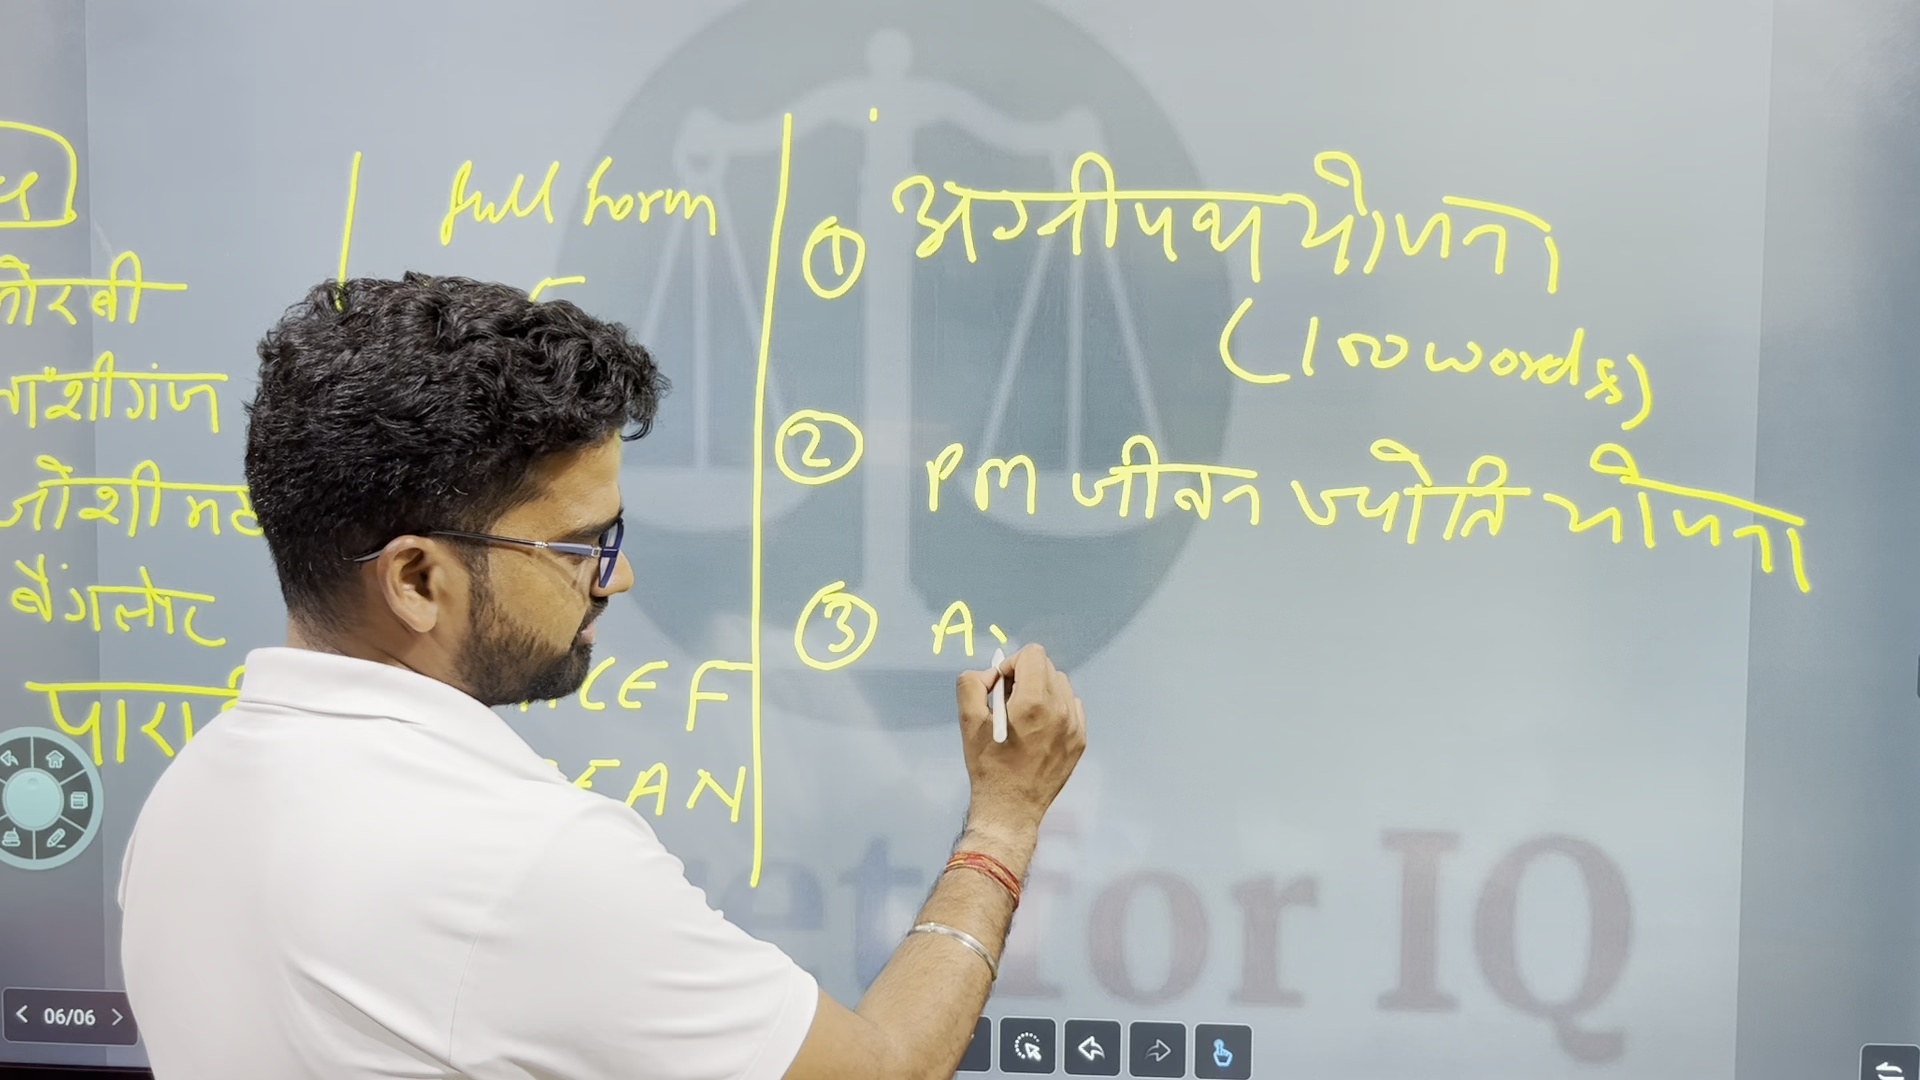 मोरबी
जोशीमठ
बैंगलोर
full form
CEF
EAN
① अग्नीपथ योजना
(100 words)
② PM जीवन ज्योति योजना
③ A
for IQ
06/06